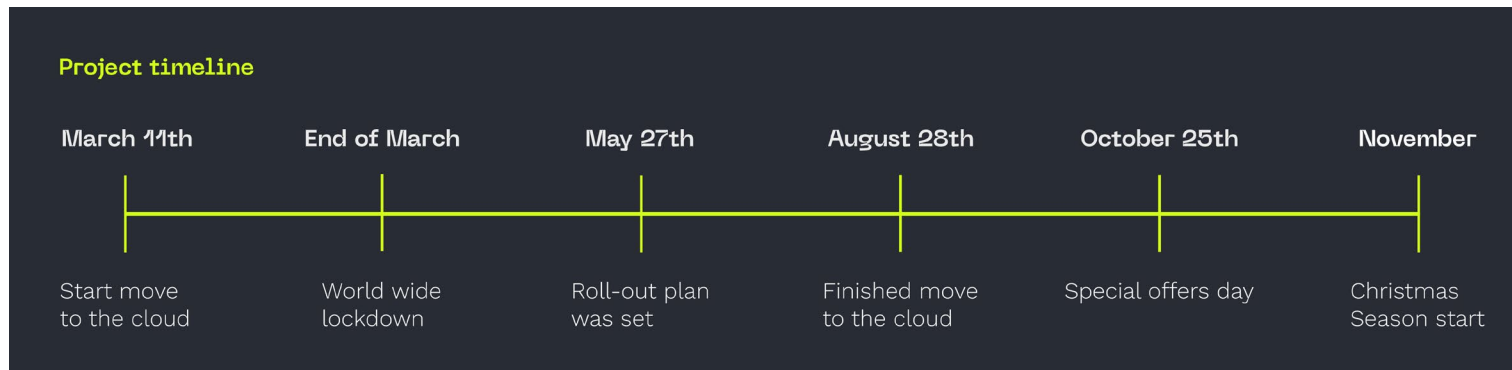 Project timeline
March 11th
End of March
May 27th
August 28th
October 25th
November
Start move
to the cloud
World wide
lockdown
Roll-out plan
was set
Finished move
to the cloud
Special offers day
Christmas
Season start